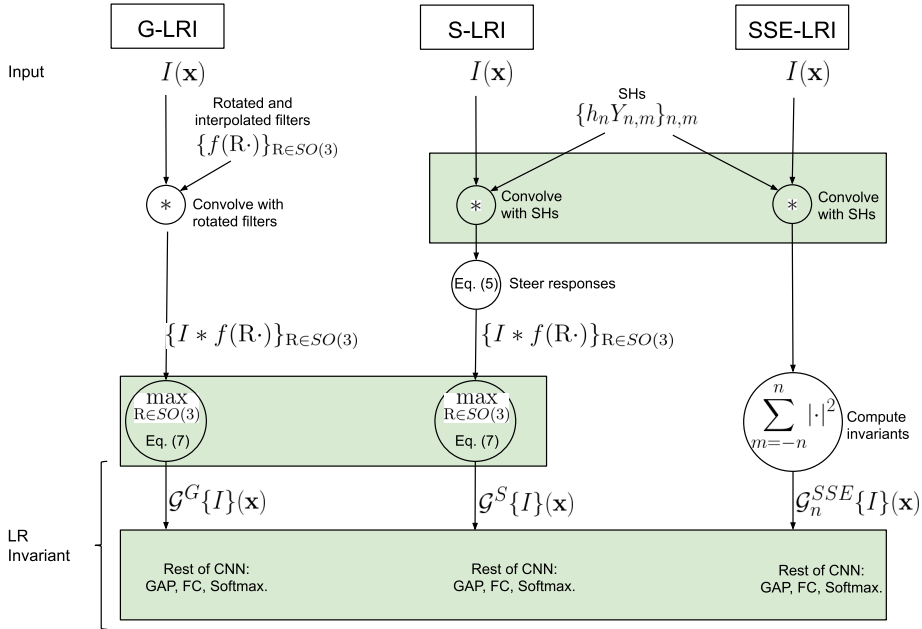 G-LRI
S-LRI
SSE-LRI
Input
I(x)
I(x)
I(x)
Rotated and
interpolated filters
{f(R·)}_{R∈SO(3)}
SHs
{h_n Y_{n,m}}_{n,m}
*
Convolve with
rotated filters
*
Convolve
with SHs
*
Convolve
with SHs
Eq. (5)
Steer responses
{I * f(R·)}_{R∈SO(3)}
{I * f(R·)}_{R∈SO(3)}
max
R∈SO(3)
Eq. (7)
max
R∈SO(3)
Eq. (7)
n
∑ |·|²
m=−n
Compute
invariants
𝒢^G{I}(x)
𝒢^S{I}(x)
𝒢_n^{SSE}{I}(x)
LR
Invariant
Rest of CNN:
GAP, FC, Softmax.
Rest of CNN:
GAP, FC, Softmax.
Rest of CNN:
GAP, FC, Softmax.